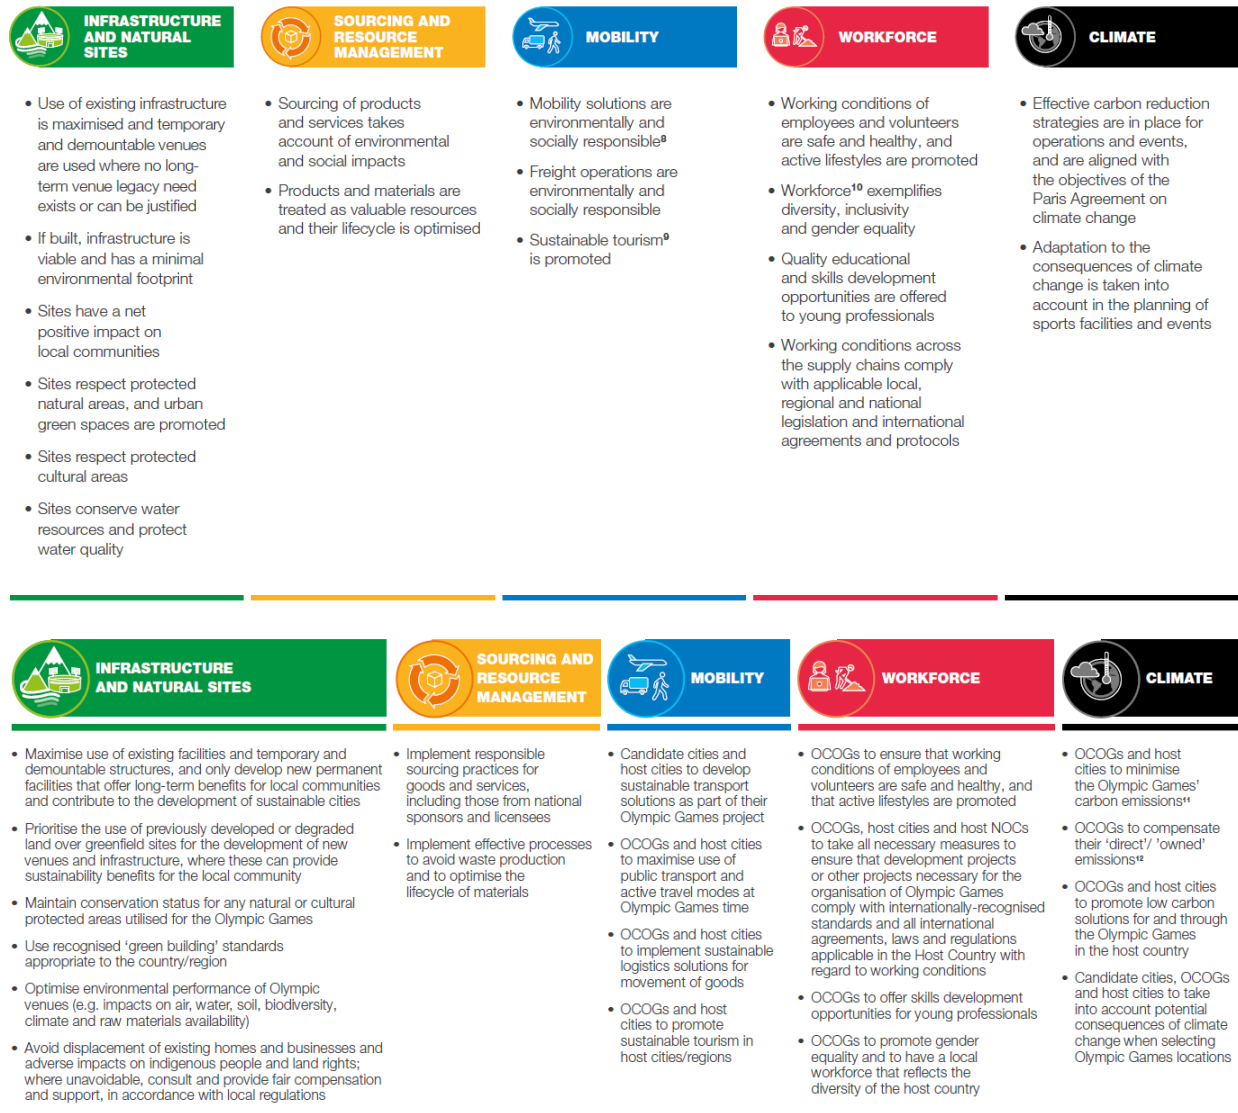 INFRASTRUCTURE
AND NATURAL
SITES
• Use of existing infrastructure
is maximised and temporary
and demountable venues
are used where no long-
term venue legacy need
exists or can be justified
• If built, infrastructure is
viable and has a minimal
environmental footprint
• Sites have a net
positive impact on
local communities
• Sites respect protected
natural areas, and urban
green spaces are promoted
• Sites respect protected
cultural areas
• Sites conserve water
resources and protect
water quality
SOURCING AND
RESOURCE
MANAGEMENT
• Sourcing of products
and services takes
account of environmental
and social impacts
• Products and materials are
treated as valuable resources
and their lifecycle is optimised
MOBILITY
• Mobility solutions are
environmentally and
socially responsible⁸
• Freight operations are
environmentally and
socially responsible
• Sustainable tourism⁹
is promoted
WORKFORCE
• Working conditions of
employees and volunteers
are safe and healthy, and
active lifestyles are promoted
• Workforce¹⁰ exemplifies
diversity, inclusivity
and gender equality
• Quality educational
and skills development
opportunities are offered
to young professionals
• Working conditions across
the supply chains comply
with applicable local,
regional and national
legislation and international
agreements and protocols
CLIMATE
• Effective carbon reduction
strategies are in place for
operations and events,
and are aligned with
the objectives of the
Paris Agreement on
climate change
• Adaptation to the
consequences of climate
change is taken into
account in the planning of
sports facilities and events
INFRASTRUCTURE
AND NATURAL SITES
• Maximise use of existing facilities and temporary and
demountable structures, and only develop new permanent
facilities that offer long-term benefits for local communities
and contribute to the development of sustainable cities
• Prioritise the use of previously developed or degraded
land over greenfield sites for the development of new
venues and infrastructure, where these can provide
sustainability benefits for the local community
• Maintain conservation status for any natural or cultural
protected areas utilised for the Olympic Games
• Use recognised ‘green building’ standards
appropriate to the country/region
• Optimise environmental performance of Olympic
venues (e.g. impacts on air, water, soil, biodiversity,
climate and raw materials availability)
• Avoid displacement of existing homes and businesses and
adverse impacts on indigenous people and land rights;
where unavoidable, consult and provide fair compensation
and support, in accordance with local regulations
SOURCING AND
RESOURCE
MANAGEMENT
• Implement responsible
sourcing practices for
goods and services,
including those from national
sponsors and licensees
• Implement effective processes
to avoid waste production
and to optimise the
lifecycle of materials
MOBILITY
• Candidate cities and
host cities to develop
sustainable transport
solutions as part of their
Olympic Games project
• OCOGs and host cities
to maximise use of
public transport and
active travel modes at
Olympic Games time
• OCOGs and host cities
to implement sustainable
logistics solutions for
movement of goods
• OCOGs and host
cities to promote
sustainable tourism in
host cities/regions
WORKFORCE
• OCOGs to ensure that working
conditions of employees and
volunteers are safe and healthy, and
that active lifestyles are promoted
• OCOGs, host cities and host NOCs
to take all necessary measures to
ensure that development projects
or other projects necessary for the
organisation of Olympic Games
comply with internationally-recognised
standards and all international
agreements, laws and regulations
applicable in the Host Country with
regard to working conditions
• OCOGs to offer skills development
opportunities for young professionals
• OCOGs to promote gender
equality and to have a local
workforce that reflects the
diversity of the host country
CLIMATE
• OCOGs and host
cities to minimise
the Olympic Games’
carbon emissions¹¹
• OCOGs to compensate
their ‘direct’/ ’owned’
emissions¹²
• OCOGs and host cities
to promote low carbon
solutions for and through
the Olympic Games
in the host country
• Candidate cities, OCOGs
and host cities to take
into account potential
consequences of climate
change when selecting
Olympic Games locations